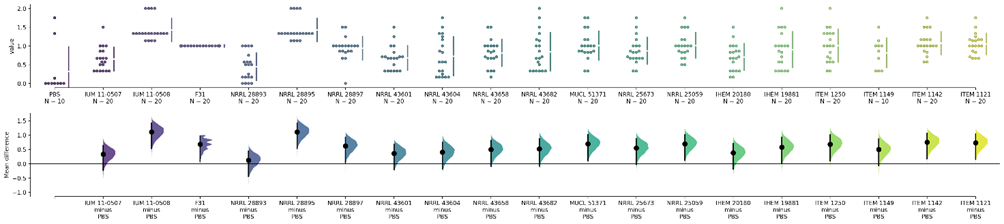 2.0
1.5
1.0
0.5
0.0
value
PBS IUM 11-0507 IUM 11-0508 F31 NRRL 28893 NRRL 28895 NRRL 28897 NRRL 43601 NRRL 43604 NRRL 43658 NRRL 43682 MUCL 51371 NRRL 25673 NRRL 25059 IHEM 20180 IHEM 19881 ITEM 1250 ITEM 1149 ITEM 1142 ITEM 1121
N = 10 N = 20 N = 20 N = 20 N = 20 N = 20 N = 20 N = 20 N = 20 N = 20 N = 20 N = 20 N = 20 N = 20 N = 20 N = 20 N = 20 N = 10 N = 20 N = 20
1.5
1.0
0.5
0.0
−0.5
−1.0
Mean difference
IUM 11-0507 IUM 11-0508 F31 NRRL 28893 NRRL 28895 NRRL 28897 NRRL 43601 NRRL 43604 NRRL 43658 NRRL 43682 MUCL 51371 NRRL 25673 NRRL 25059 IHEM 20180 IHEM 19881 ITEM 1250 ITEM 1149 ITEM 1142 ITEM 1121
minus minus minus minus minus minus minus minus minus minus minus minus minus minus minus minus minus minus minus
PBS PBS PBS PBS PBS PBS PBS PBS PBS PBS PBS PBS PBS PBS PBS PBS PBS PBS PBS